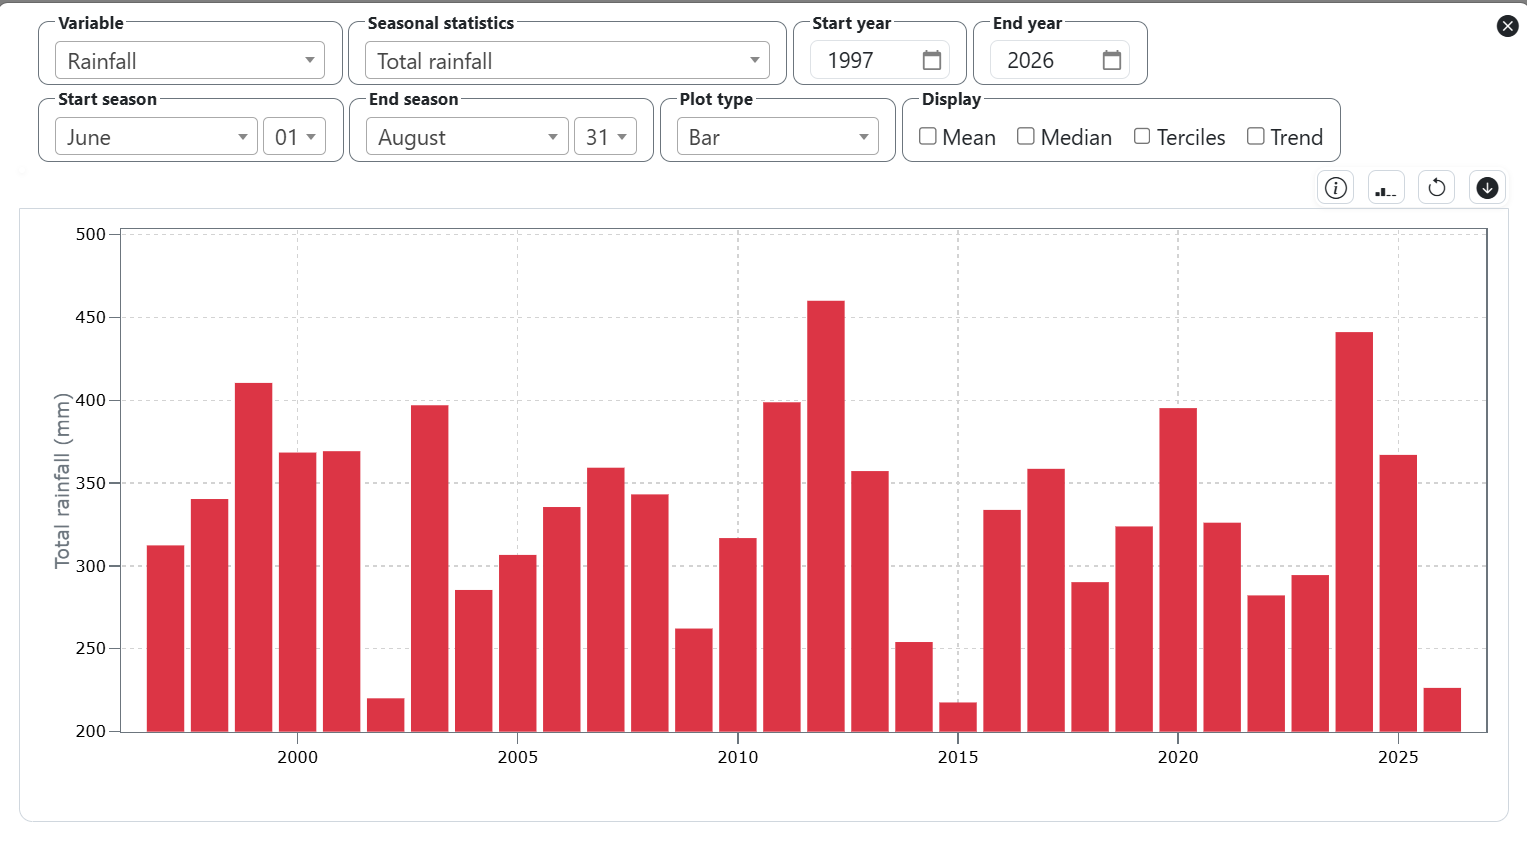 Variable
Seasonal statistics
Start year
End year
Rainfall
Total rainfall
1997
2026
Start season
End season
Plot type
Display
June
01
August
31
Bar
Mean
Median
Terciles
Trend
500
450
400
350
300
250
200
Total rainfall (mm)
2000
2005
2010
2015
2020
2025